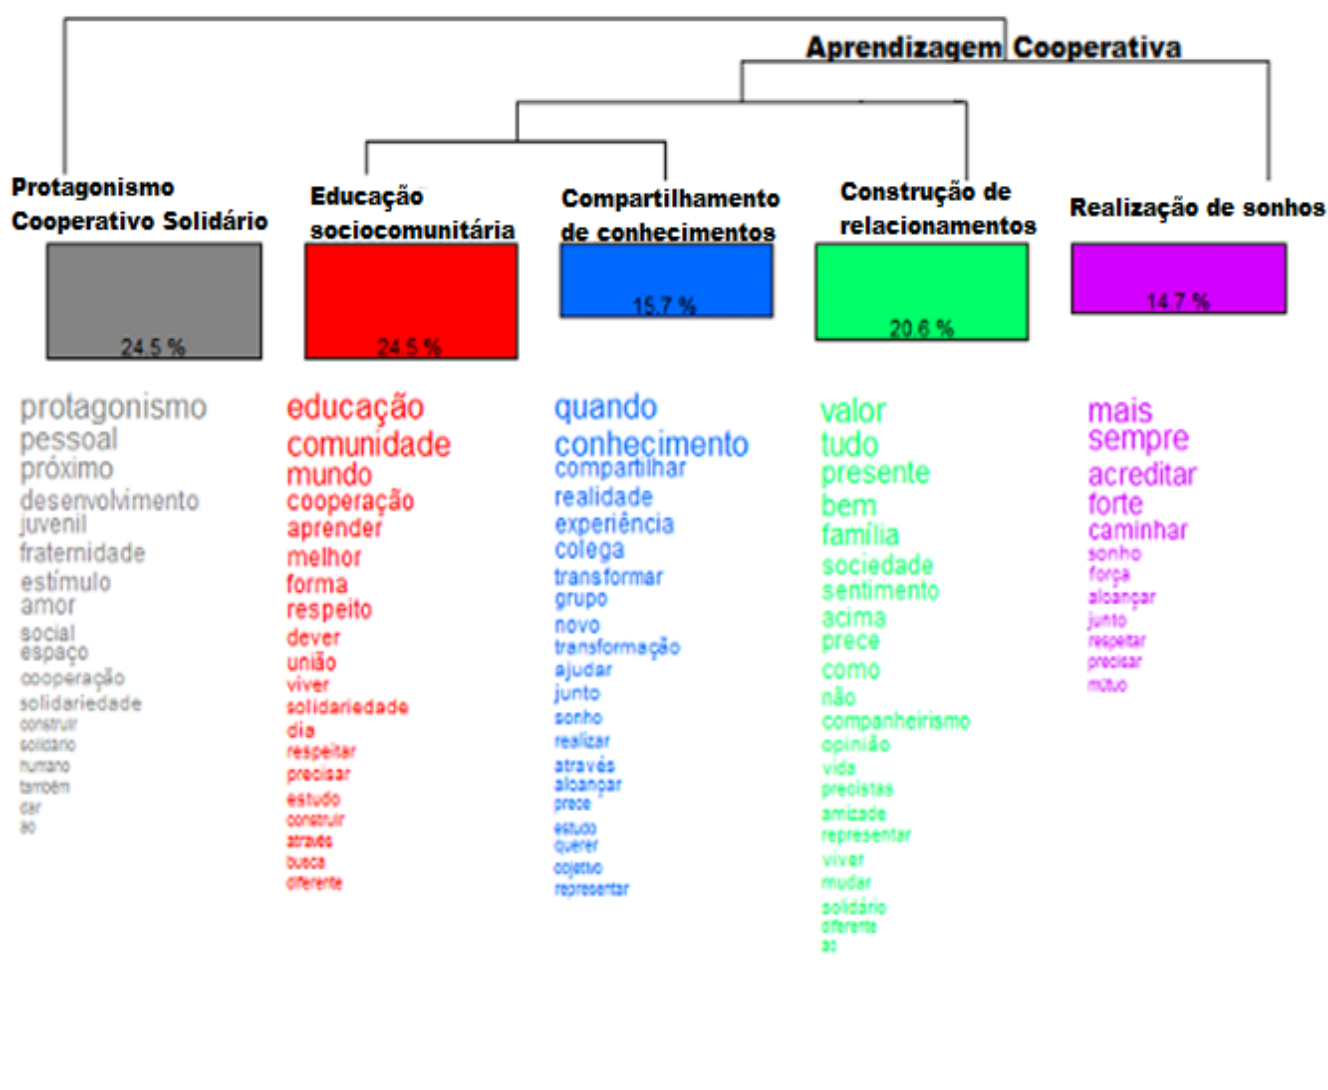 Aprendizagem Cooperativa
Protagonismo
Cooperativo Solidário
24.5 %
protagonismo
pessoal
próximo
desenvolvimento
juvenil
fraternidade
estímulo
amor
social
espaço
cooperação
solidariedade
construir
solidário
humano
também
dar
ao
Educação
sociocomunitária
24.5 %
educação
comunidade
mundo
cooperação
aprender
melhor
forma
respeito
dever
união
viver
solidariedade
dia
respeitar
precisar
estudo
construir
através
busca
diferente
Compartilhamento
de conhecimentos
15.7 %
quando
conhecimento
compartilhar
realidade
experiência
colega
transformar
grupo
novo
transformação
ajudar
junto
sonho
realizar
através
alcançar
prece
estudo
querer
objetivo
representar
Construção de
relacionamentos
20.6 %
valor
tudo
presente
bem
família
sociedade
sentimento
acima
prece
como
não
companheirismo
opinião
vida
precistas
amizade
representar
viver
mudar
solidário
diferente
ao
Realização de sonhos
14.7 %
mais
sempre
acreditar
forte
caminhar
sonho
força
alcançar
junto
respeitar
precisar
mútuo